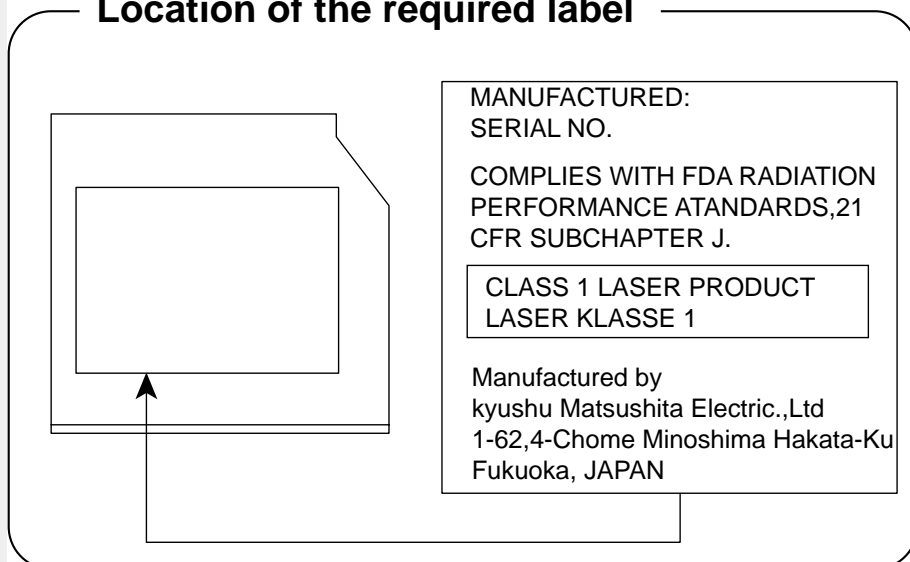 Location of the required label
MANUFACTURED:
SERIAL NO.
COMPLIES WITH FDA RADIATION
PERFORMANCE ATANDARDS,21
CFR SUBCHAPTER J.
CLASS 1 LASER PRODUCT
LASER KLASSE 1
Manufactured by
kyushu Matsushita Electric.,Ltd
1-62,4-Chome Minoshima Hakata-Ku
Fukuoka, JAPAN